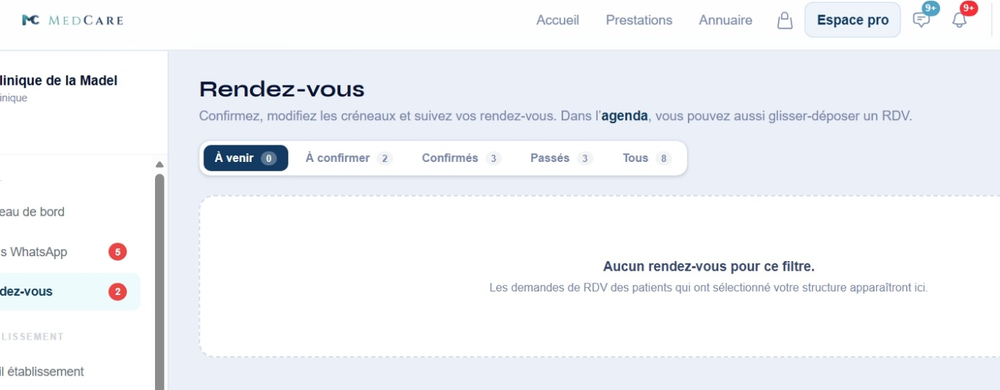 MC MEDCARE
Accueil Prestations Annuaire Espace pro 9+ 9+
linique de la Madel
inique
Rendez-vous
Confirmez, modifiez les créneaux et suivez vos rendez-vous. Dans l'agenda, vous pouvez aussi glisser-déposer un RDV.
À venir 0 À confirmer 2 Confirmés 3 Passés 3 Tous 8
eau de bord
s WhatsApp 5
dez-vous 2
LISSEMENT
il établissement
Aucun rendez-vous pour ce filtre.
Les demandes de RDV des patients qui ont sélectionné votre structure apparaîtront ici.